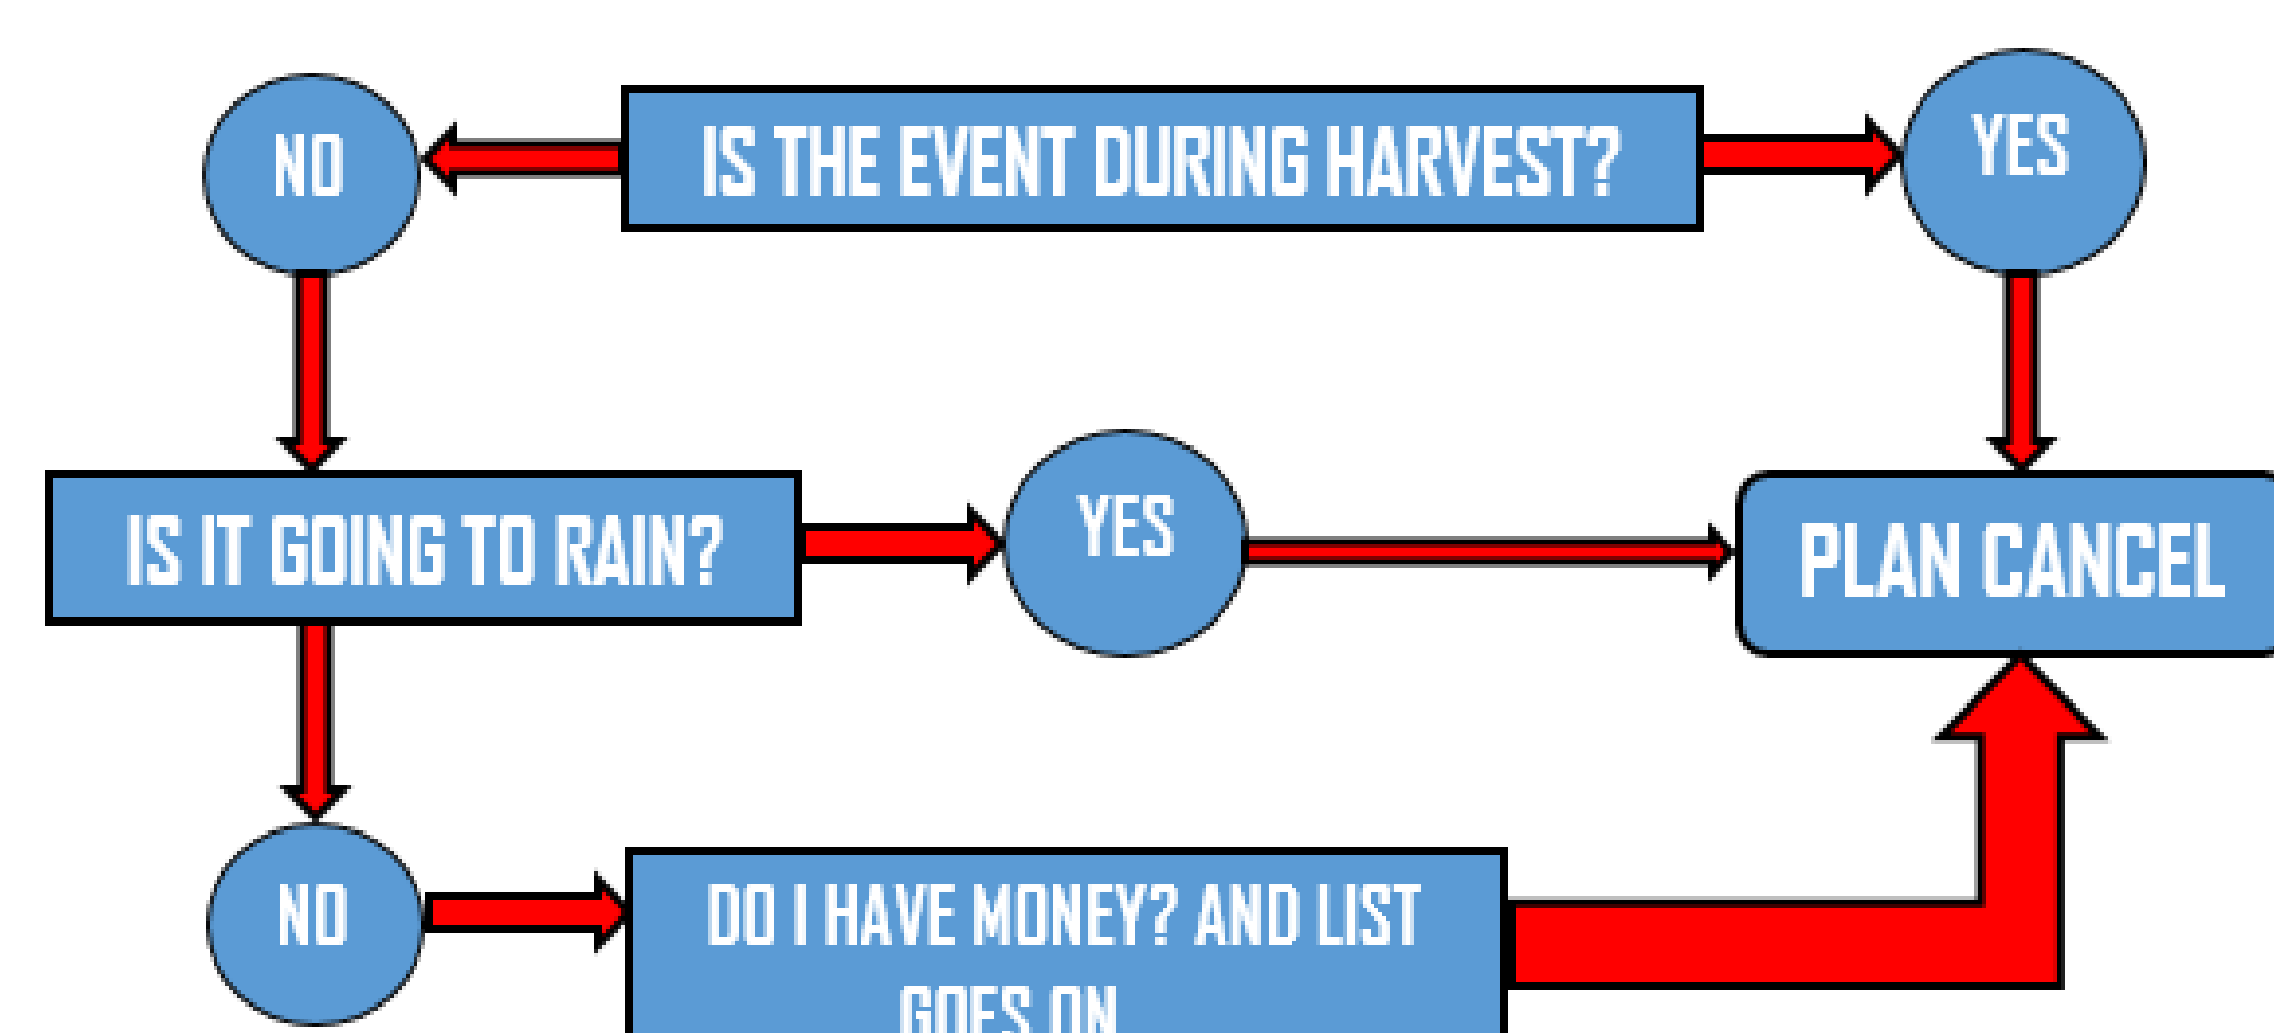 NO
IS THE EVENT DURING HARVEST?
YES
IS IT GOING TO RAIN?
YES
PLAN CANCEL
NO
DO I HAVE MONEY? AND LIST
GOES ON